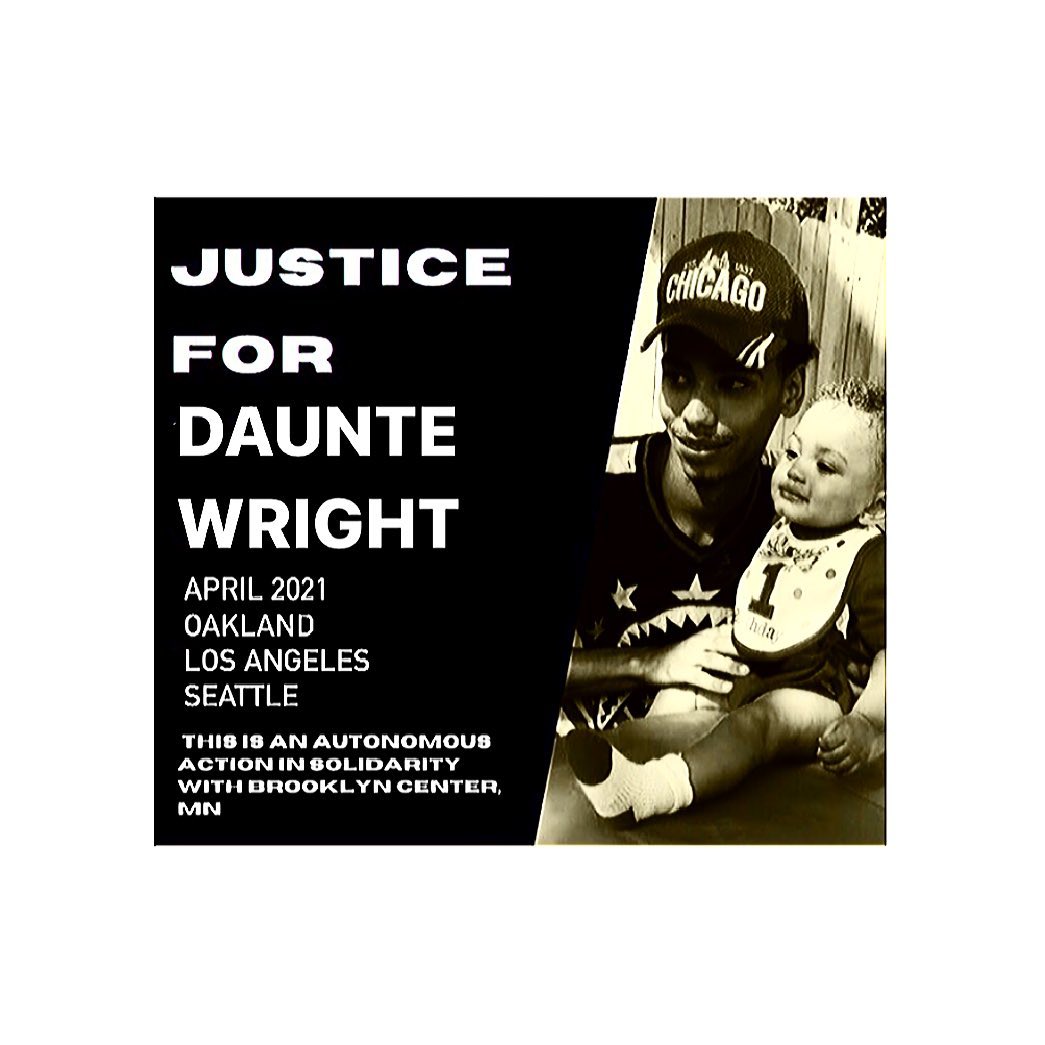 JUSTICE
FOR
DAUNTE
WRIGHT
APRIL 2021
OAKLAND
LOS ANGELES
SEATTLE
THIS IS AN AUTONOMOUS
ACTION IN SOLIDARITY
WITH BROOKLYN CENTER,
MN
CHICAGO
1